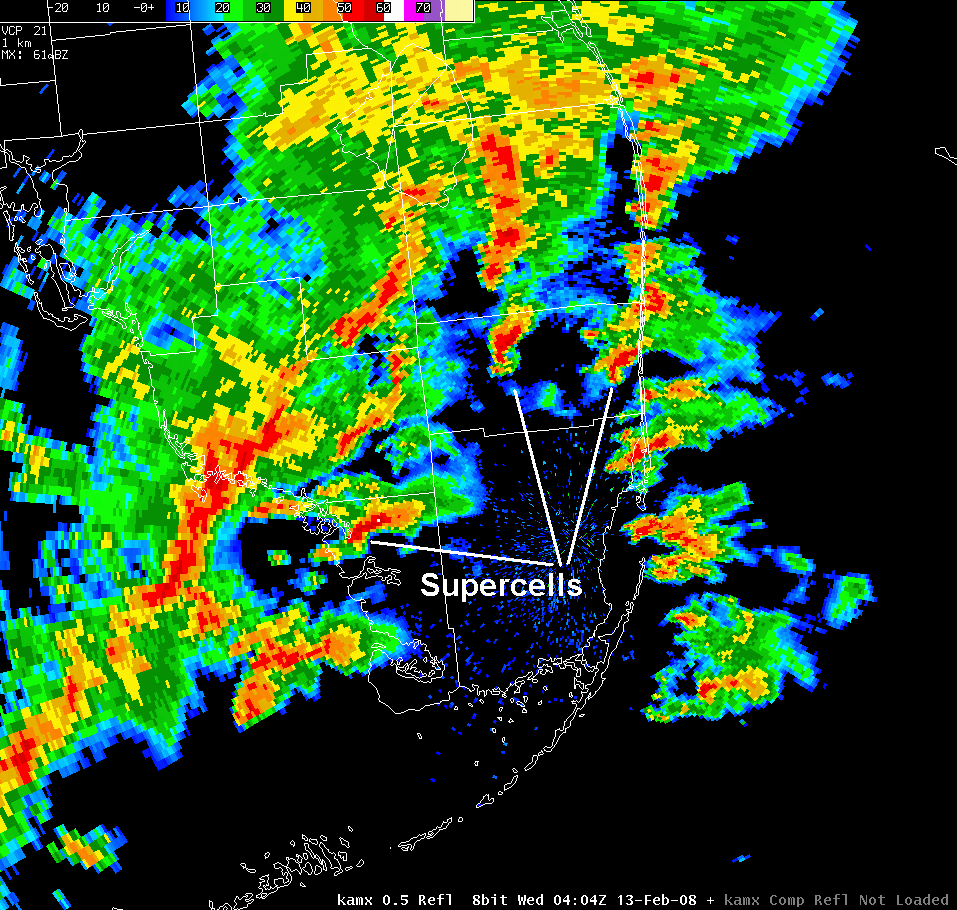 -20 10 -0+ 10 20 30 40 50 60 70
VCP 21
1 km
MX: 61dBZ
Supercells
kamx 0.5 Refl 8bit Wed 04:04Z 13-Feb-08 + kamx Comp Refl Not Loaded